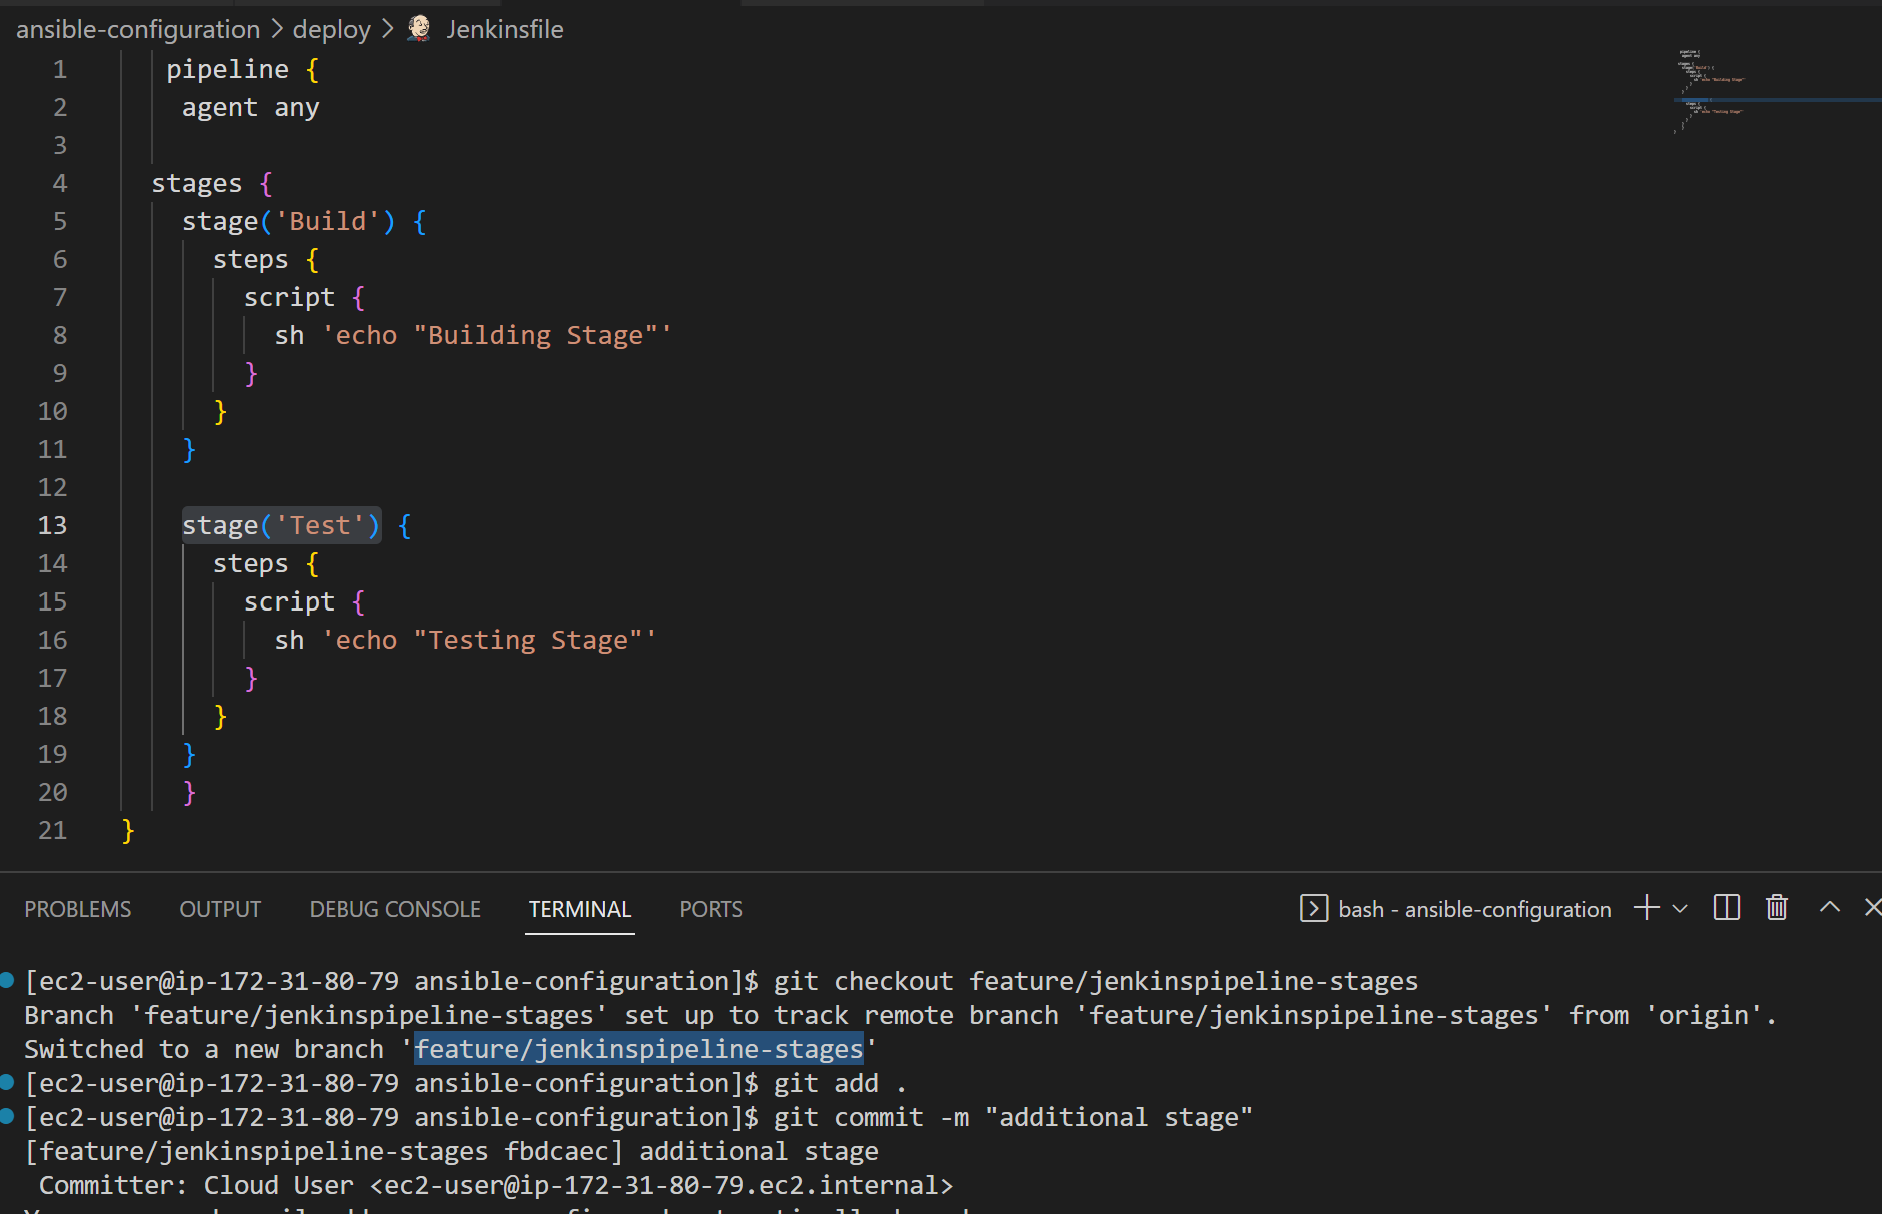 ansible-configuration > deploy > Jenkinsfile
1 pipeline {
2 agent any
3
4 stages {
5 stage('Build') {
6 steps {
7 script {
8 sh 'echo "Building Stage"'
9 }
10 }
11 }
12
13 stage('Test') {
14 steps {
15 script {
16 sh 'echo "Testing Stage"'
17 }
18 }
19 }
20 }
21 }
PROBLEMS OUTPUT DEBUG CONSOLE TERMINAL PORTS bash - ansible-configuration
[ec2-user@ip-172-31-80-79 ansible-configuration]$ git checkout feature/jenkinspipeline-stages
Branch 'feature/jenkinspipeline-stages' set up to track remote branch 'feature/jenkinspipeline-stages' from 'origin'.
Switched to a new branch 'feature/jenkinspipeline-stages'
[ec2-user@ip-172-31-80-79 ansible-configuration]$ git add .
[ec2-user@ip-172-31-80-79 ansible-configuration]$ git commit -m "additional stage"
[feature/jenkinspipeline-stages fbdcaec] additional stage
Committer: Cloud User <ec2-user@ip-172-31-80-79.ec2.internal>